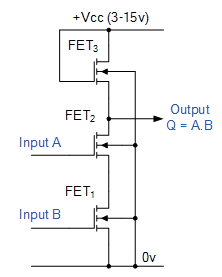 +Vcc (3-15v)
FET3
FET2
Output
Q = A.B
Input A
FET1
Input B
0v